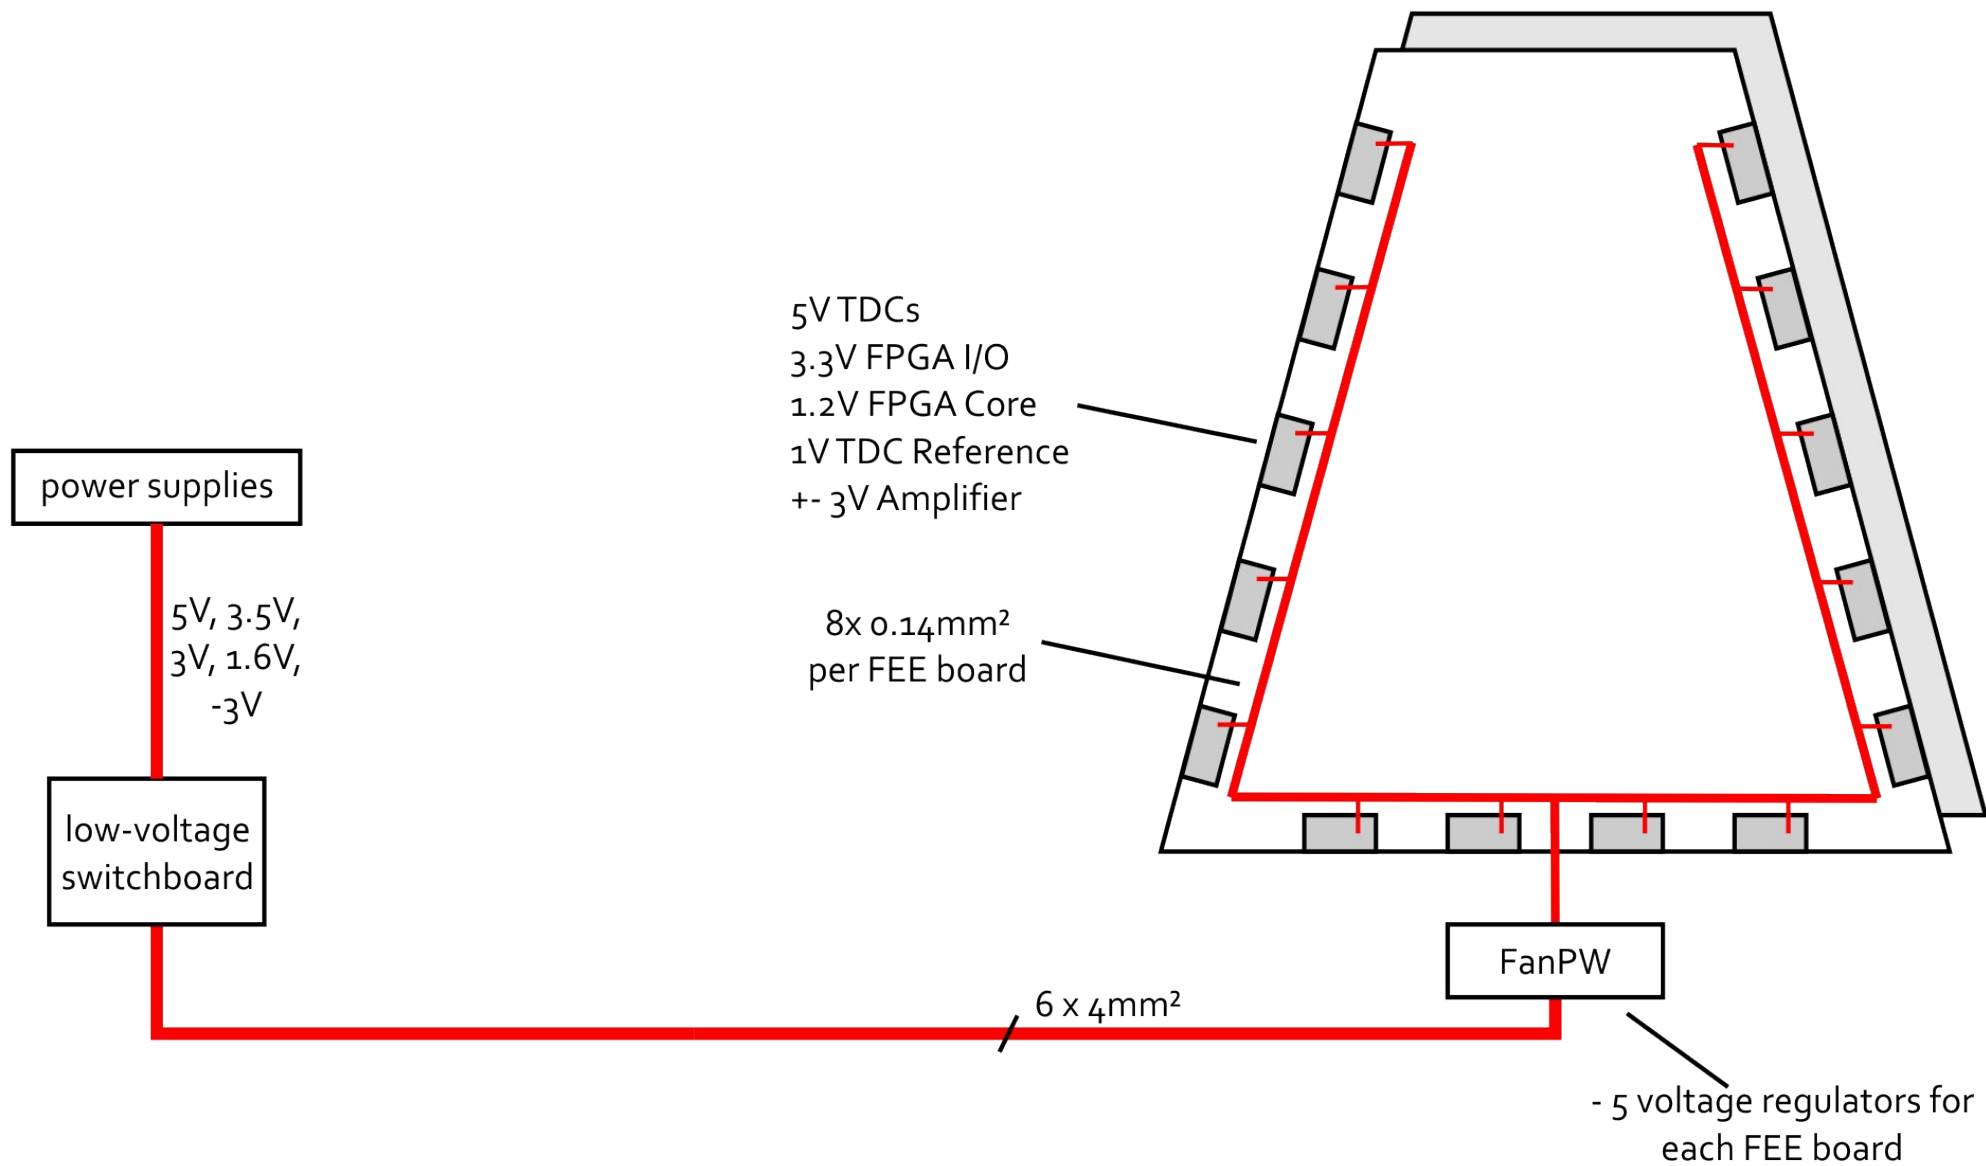 5V TDCs
3.3V FPGA I/O
1.2V FPGA Core
1V TDC Reference
+- 3V Amplifier
power supplies
5V, 3.5V,
3V, 1.6V,
-3V
8x 0.14mm²
per FEE board
low-voltage
switchboard
FanPW
6 x 4mm²
- 5 voltage regulators for
each FEE board